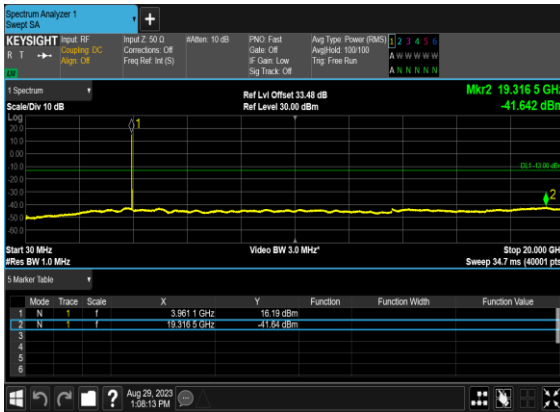 Spectrum Analyzer 1
Swept SA
+
KEYSIGHT Input: RF Input Z: 50 Ω #Atten: 10 dB PNO: Fast Avg Type: Power (RMS) 1 2 3 4 5 6
R T Coupling: DC Corrections: Off Gate: Off Avg|Hold: 100/100 A W W W W W
Align: Off Freq Ref: Int (S) IF Gain: Low Trig: Free Run
Sig Track: Off A N N N N N
1 Spectrum Ref Lvl Offset 33.48 dB Mkr2 19.316 5 GHz
Scale/Div 10 dB Ref Level 30.00 dBm -41.642 dBm
Log
20.0
10.0
0.00
-10.0
-20.0
-30.0
-40.0
-50.0
-60.0
1
DL1 -13.00 dBm
2
Start 30 MHz Video BW 3.0 MHz* Stop 20.000 GHz
#Res BW 1.0 MHz Sweep 34.7 ms (40001 pts)
5 Marker Table
Mode Trace Scale X Y Function Function Width Function Value
1 N 1 f 3.961 1 GHz 16.19 dBm
2 N 1 f 19.316 5 GHz -41.64 dBm
3
4
5
6
? Aug 29, 2023
1:08:13 PM